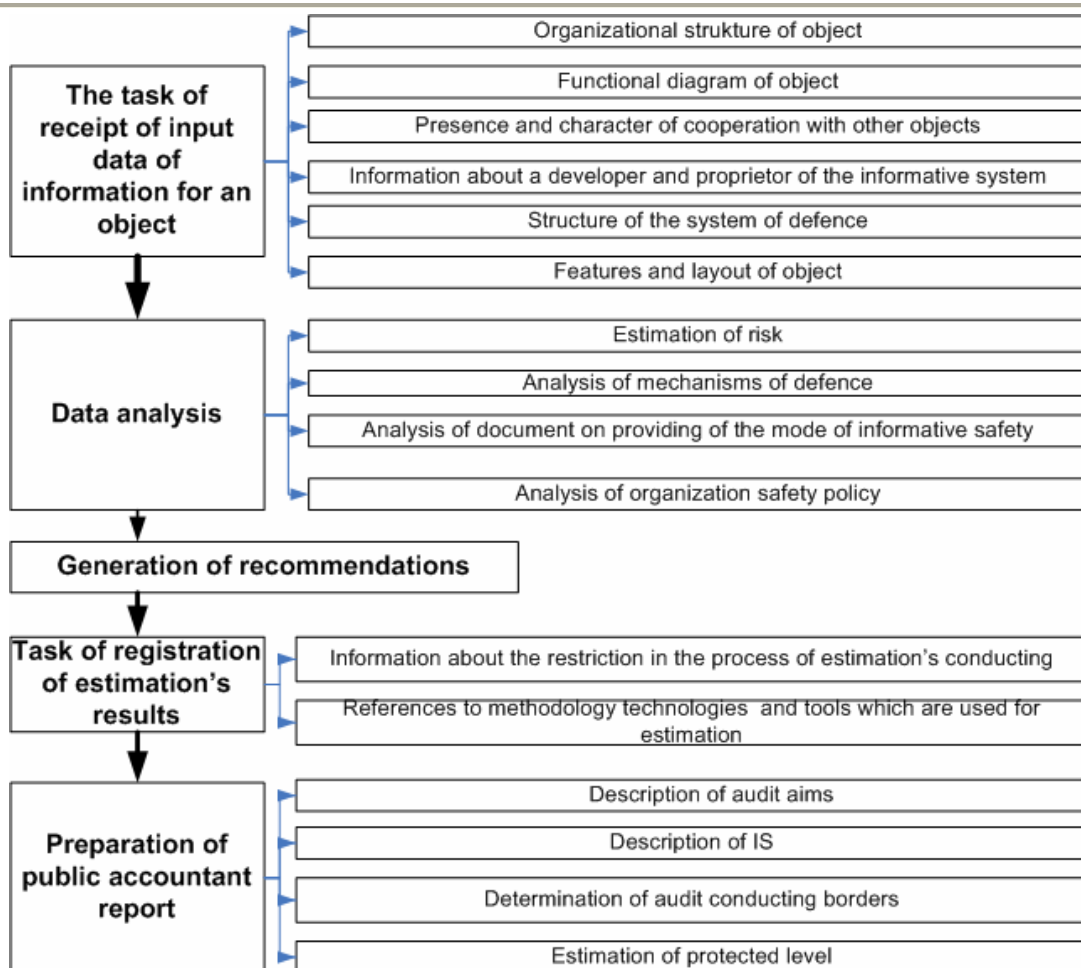 The task of
receipt of input
data of
information for an
object
Organizational strukture of object
Functional diagram of object
Presence and character of cooperation with other objects
Information about a developer and proprietor of the informative system
Structure of the system of defence
Features and layout of object
Data analysis
Estimation of risk
Analysis of mechanisms of defence
Analysis of document on providing of the mode of informative safety
Analysis of organization safety policy
Generation of recommendations
Task of registration
of estimation's
results
Information about the restriction in the process of estimation's conducting
References to methodology technologies and tools which are used for
estimation
Preparation of
public accountant
report
Description of audit aims
Description of IS
Determination of audit conducting borders
Estimation of protected level